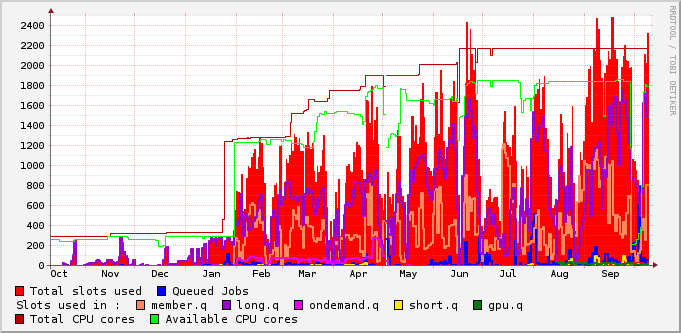 RRDTOOL / TOBI OETIKER
2400
2200
2000
1800
1600
1400
1200
1000
800
600
400
200
0
Oct Nov Dec Jan Feb Mar Apr May Jun Jul Aug Sep
Total slots used Queued Jobs
Slots used in : member.q long.q ondemand.q short.q gpu.q
Total CPU cores Available CPU cores